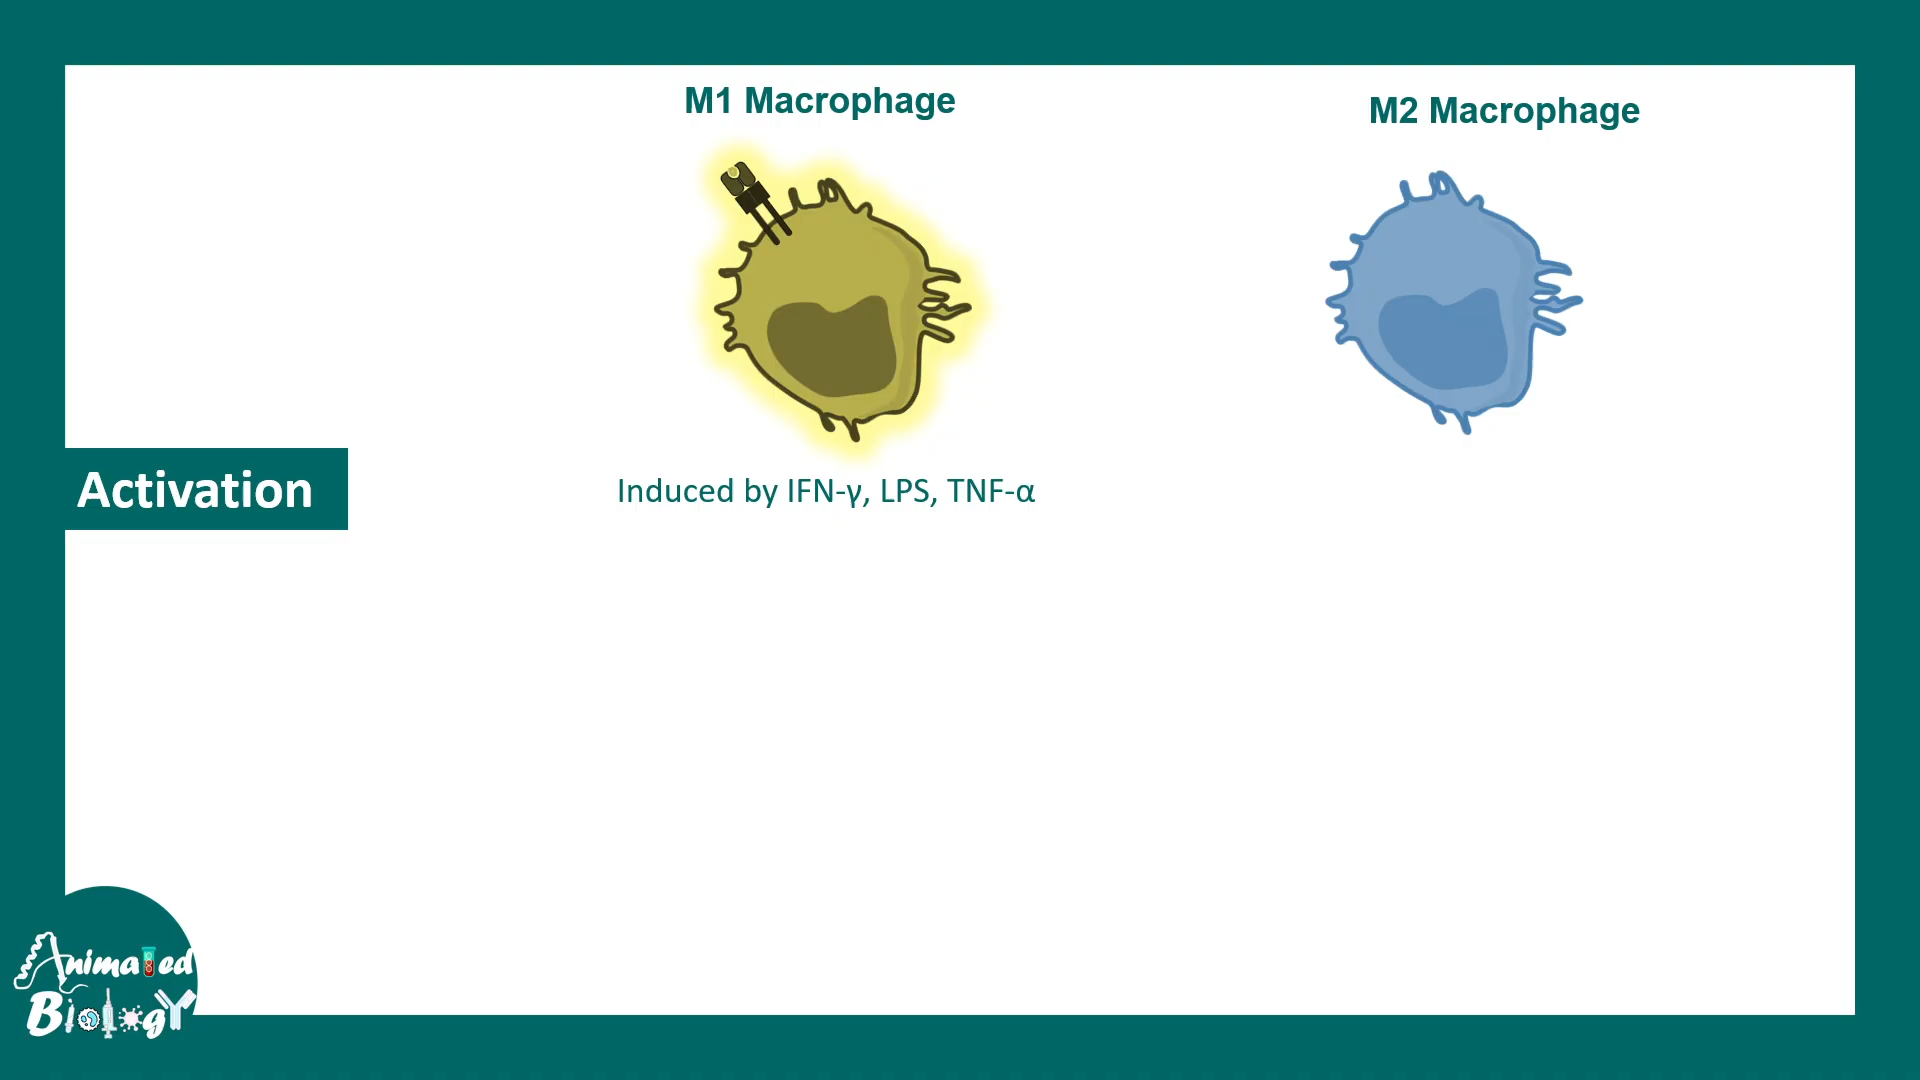 M1 Macrophage
M2 Macrophage
Activation
Induced by IFN-γ, LPS, TNF-α
Animated
Biology